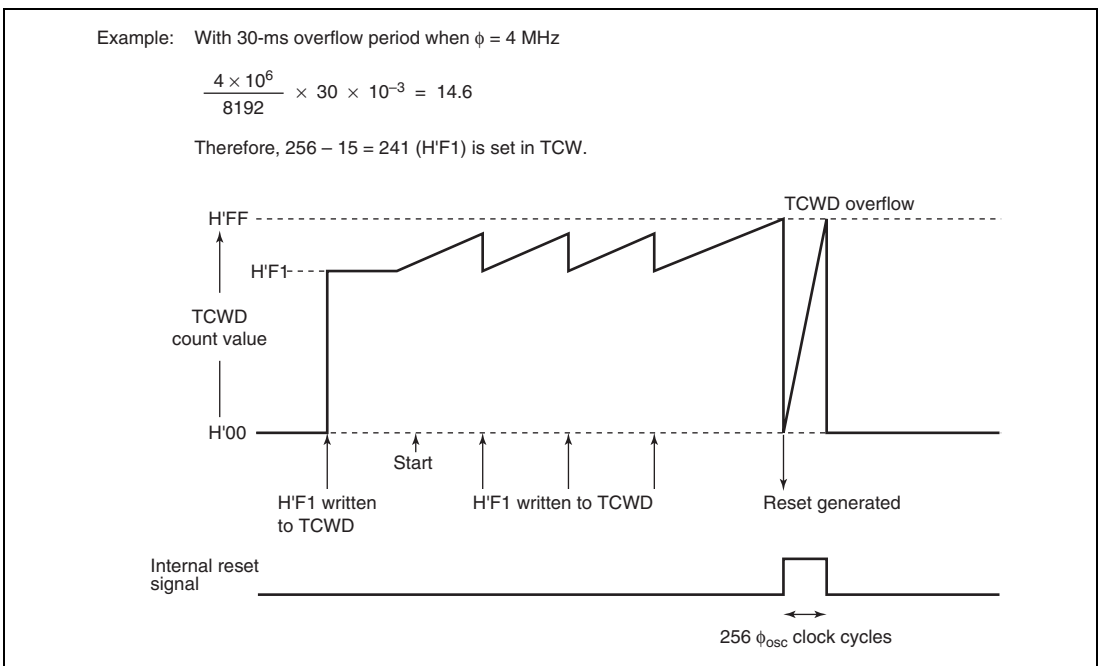 Example: With 30-ms overflow period when ϕ = 4 MHz
4 × 10⁶
8192
× 30 × 10⁻³ = 14.6
Therefore, 256 – 15 = 241 (H'F1) is set in TCW.
TCWD overflow
H'FF
H'F1
TCWD
count value
H'00
Start
H'F1 written
to TCWD
H'F1 written to TCWD
Reset generated
Internal reset
signal
256 ϕosc clock cycles